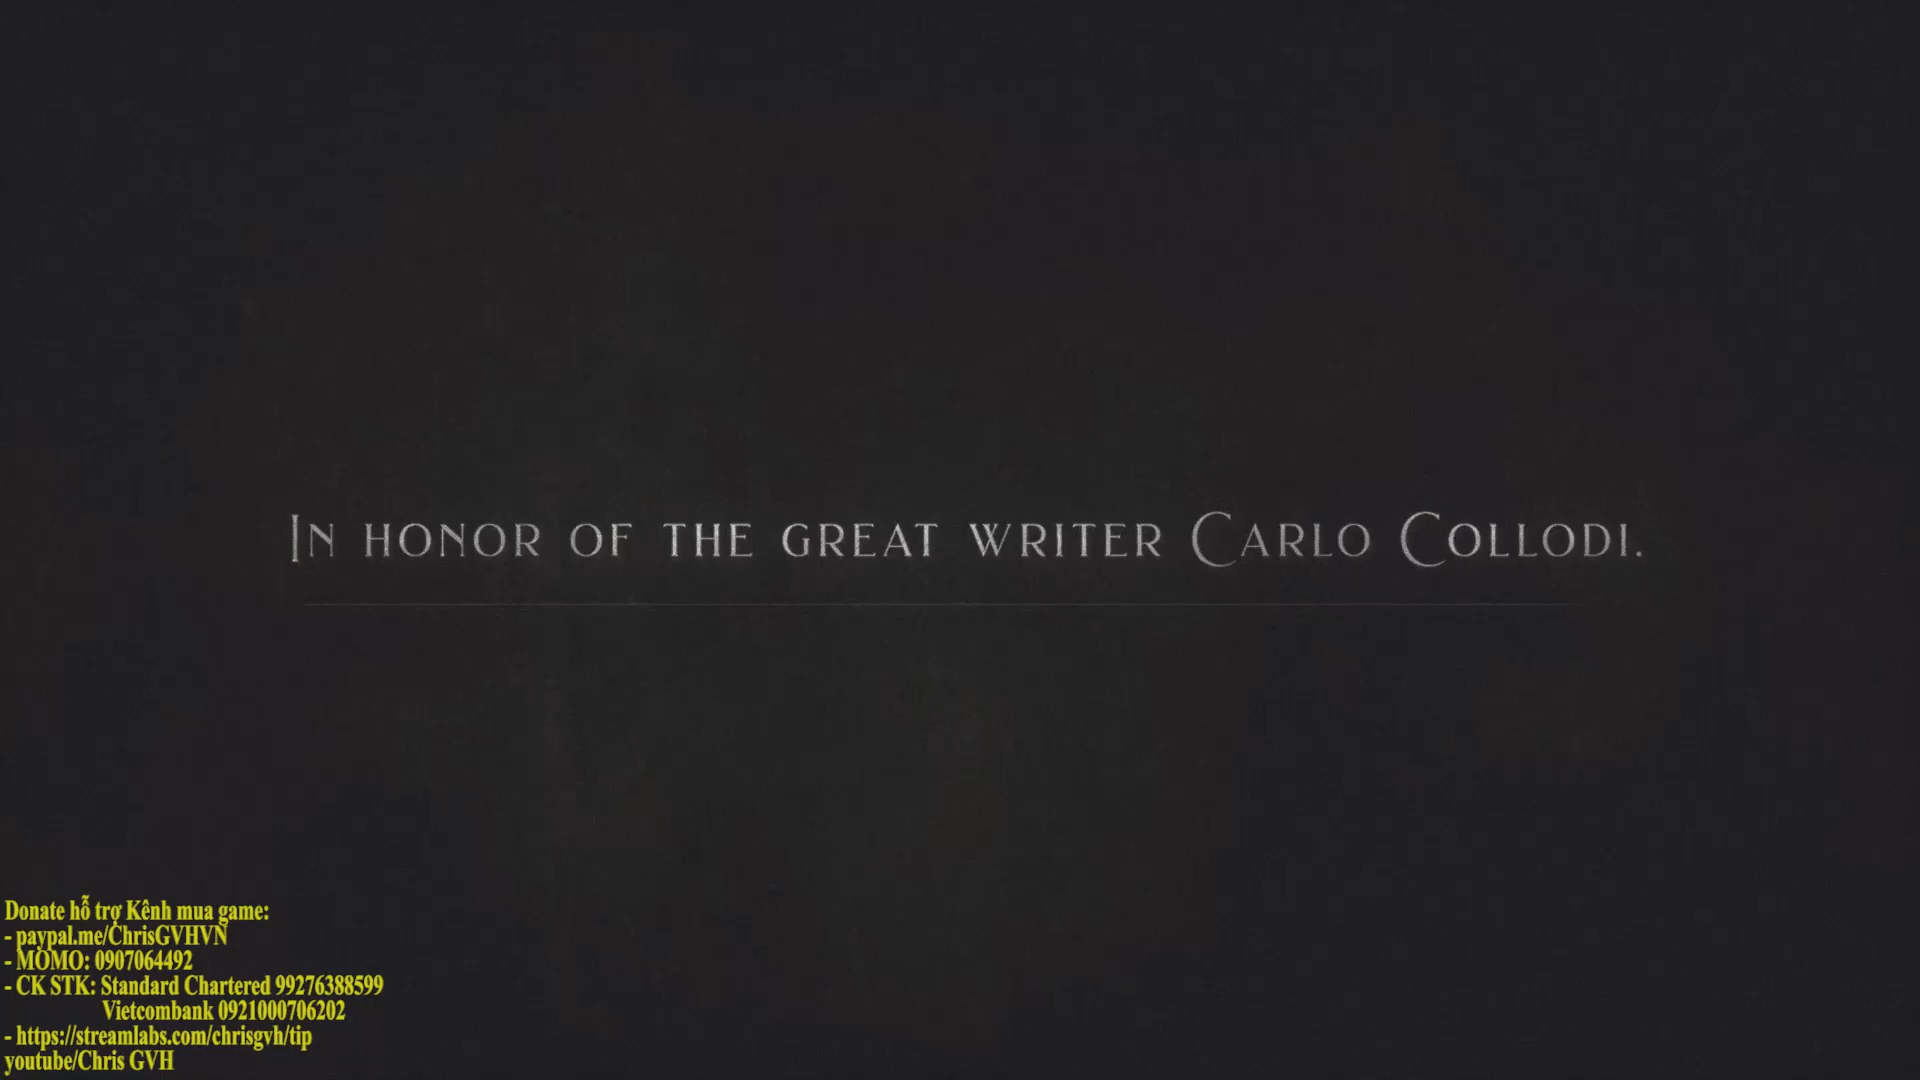 In honor of the great writer Carlo Collodi.
Donate hỗ trợ Kênh mua game:
- paypal.me/ChrisGVHVN
- MOMO: 0907064492
- CK STK: Standard Chartered 99276388599
Vietcombank 0921000706202
- https://streamlabs.com/chrisgvh/tip
youtube/Chris GVH